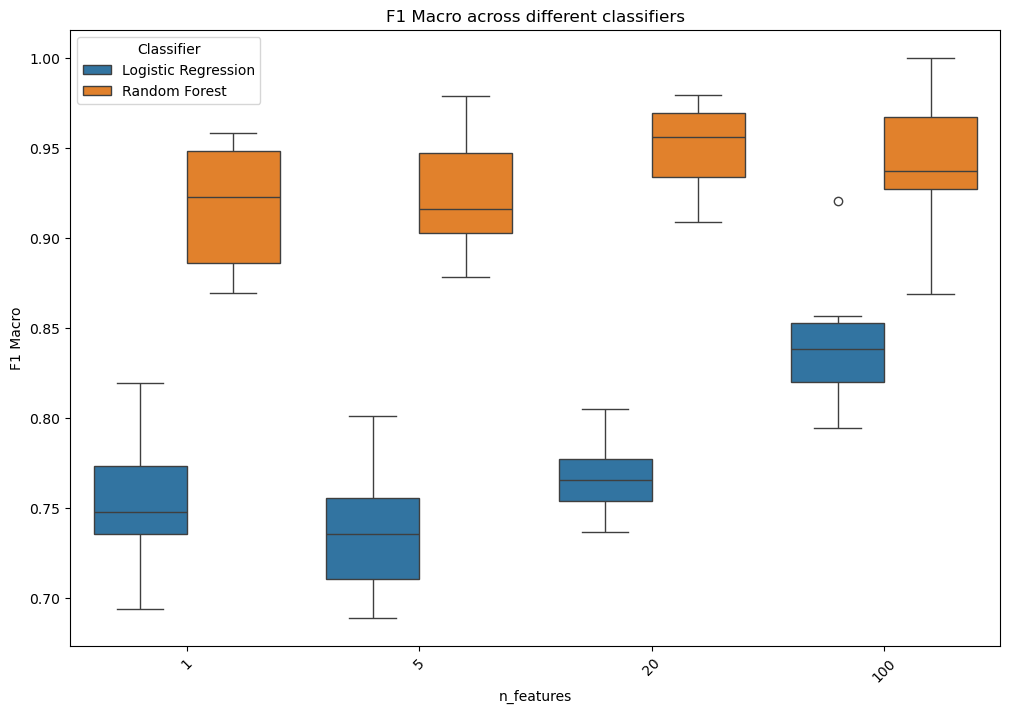 F1 Macro across different classifiers
Classifier
Logistic Regression
Random Forest
1.00
0.95
0.90
0.85
0.80
0.75
0.70
F1 Macro
1
5
20
100
n_features